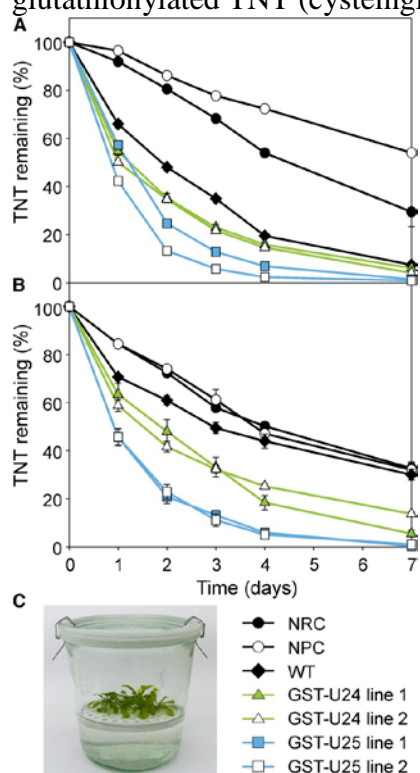 glutathionylated TNT (cysteingl
A
TNT remaining (%)
100
80
60
40
20
0
B
TNT remaining (%)
100
80
60
40
20
0
0 1 2 3 4 5 6 7
Time (days)
C
NRC
NPC
WT
GST-U24 line 1
GST-U24 line 2
GST-U25 line 1
GST-U25 line 2